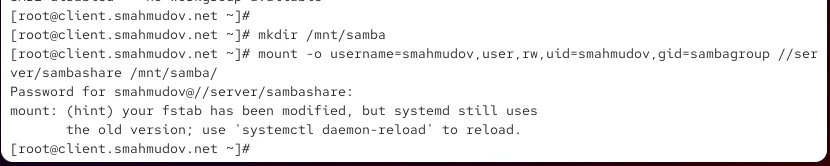 [root@client.smahmudov.net ~]#
[root@client.smahmudov.net ~]# mkdir /mnt/samba
[root@client.smahmudov.net ~]# mount -o username=smahmudov,user,rw,uid=smahmudov,gid=sambagroup //ser
ver/sambashare /mnt/samba/
Password for smahmudov@//server/sambashare:
mount: (hint) your fstab has been modified, but systemd still uses
       the old version; use 'systemctl daemon-reload' to reload.
[root@client.smahmudov.net ~]#